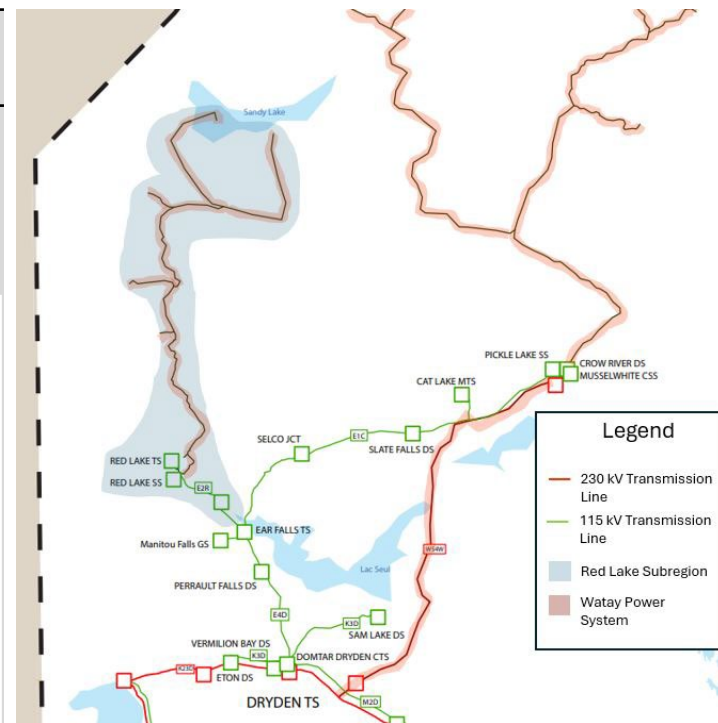 Sandy Lake
PICKLE LAKE SS
CROW RIVER DS
MUSSELWHITE CSS
CAT LAKE MTS
E1C
SELCO JCT
SLATE FALLS DS
RED LAKE TS
RED LAKE SS
E2R
EAR FALLS TS
Manitou Falls GS
W54W
Lac Seul
PERRAULT FALLS DS
E4D
K3D
SAM LAKE DS
VERMILION BAY DS
K3D
DOMTAR DRYDEN CTS
K23D
ETON DS
DRYDEN TS
M2D
Legend
230 kV Transmission
Line
115 kV Transmission
Line
Red Lake Subregion
Watay Power
System